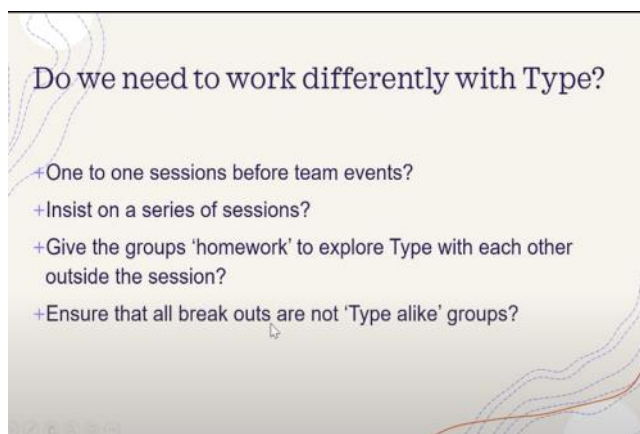 Do we need to work differently with Type?
+One to one sessions before team events?
+Insist on a series of sessions?
+Give the groups ‘homework’ to explore Type with each other
outside the session?
+Ensure that all break outs are not ‘Type alike’ groups?